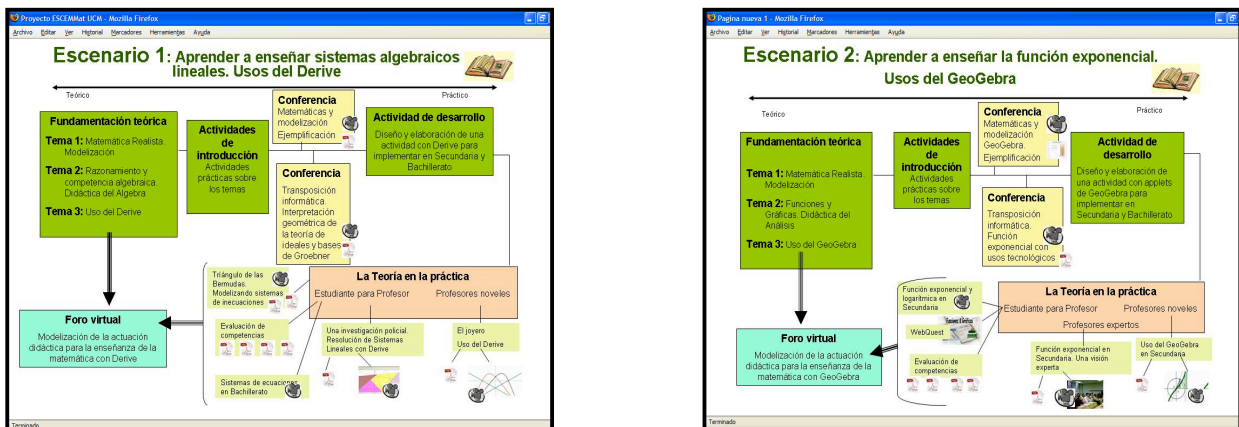 Proyecto ESCEMMat UCM - Mozilla Firefox
Archivo Editar Ver Historial Marcadores Herramientas Ayuda
Escenario 1: Aprender a enseñar sistemas algebraicos
lineales. Usos del Derive
Teórico
Práctico
Fundamentación teórica
Tema 1: Matemática Realista.
Modelización
Tema 2: Razonamiento y
competencia algebraica.
Didáctica del Algebra
Tema 3: Uso del Derive
Actividades
de
introducción
Actividades
prácticas sobre
los temas
Conferencia
Matemáticas y
modelización
Ejemplificación
Conferencia
Transposición
informática.
Interpretación
geométrica de
la teoría de
ideales y bases
de Groebner
Actividad de desarrollo
Diseño y elaboración de una
actividad con Derive para
implementar en Secundaria y
Bachillerato
La Teoría en la práctica
Estudiante para Profesor
Profesores noveles
Triángulo de las
Bermudas.
Modelizando sistemas
de inecuaciones
Evaluación de
competencias
Sistemas de ecuaciones
en Bachillerato
Una investigación policial.
Resolución de Sistemas
Lineales con Derive
El joyero
Uso del Derive
Foro virtual
Modelización de la actuación
didáctica para la enseñanza de la
matemática con Derive
Terminado
Pagina nueva 1 - Mozilla Firefox
Archivo Editar Ver Historial Marcadores Herramientas Ayuda
Escenario 2: Aprender a enseñar la función exponencial.
Usos del GeoGebra
Teórico
Práctico
Fundamentación teórica
Tema 1: Matemática Realista.
Modelización
Tema 2: Funciones y
Gráficas. Didáctica del
Análisis
Tema 3: Uso del GeoGebra
Actividades
de
introducción
Actividades
prácticas sobre
los temas
Conferencia
Matemáticas y
modelización
GeoGebra.
Ejemplificación
Conferencia
Transposición
informática.
Función
exponencial con
usos tecnológicos
Actividad de
desarrollo
Diseño y elaboración de
una actividad con applets
de GeoGebra para
implementar en
Secundaria y Bachillerato
La Teoría en la práctica
Estudiante para Profesor
Profesores noveles
Profesores expertos
Función exponencial y
logarítmica en
Secundaria
WebQuest
Evaluación de
competencias
Función exponencial en
Secundaria. Una visión
experta
Uso del GeoGebra
en Secundaria
Foro virtual
Modelización de la actuación
didáctica para la enseñanza de la
matemática con GeoGebra
Terminado